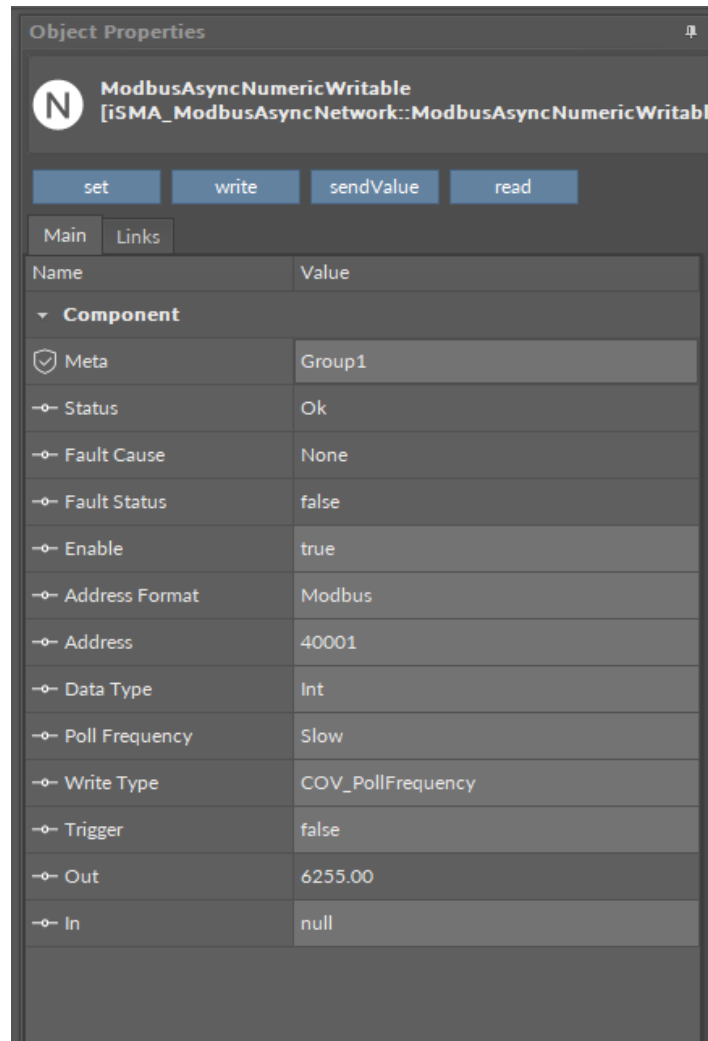 Object Properties
N
ModbusAsyncNumericWritable
[iSMA_ModbusAsyncNetwork::ModbusAsyncNumericWritabl
set write sendValue read
Main Links
Name Value
Component
Meta Group1
Status Ok
Fault Cause None
Fault Status false
Enable true
Address Format Modbus
Address 40001
Data Type Int
Poll Frequency Slow
Write Type COV_PollFrequency
Trigger false
Out 6255.00
In null